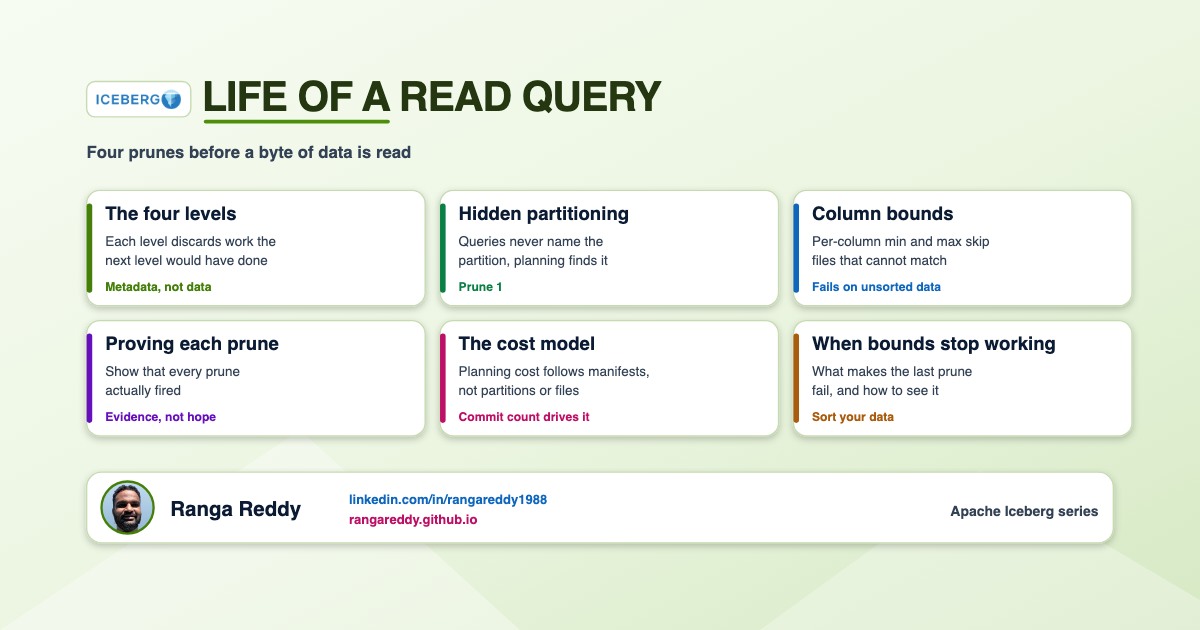 ICEBERG
LIFE OF A READ QUERY
Four prunes before a byte of data is read
The four levels
Each level discards work the
next level would have done
Metadata, not data
Hidden partitioning
Queries never name the
partition, planning finds it
Prune 1
Column bounds
Per-column min and max skip
files that cannot match
Fails on unsorted data
Proving each prune
Show that every prune
actually fired
Evidence, not hope
The cost model
Planning cost follows manifests,
not partitions or files
Commit count drives it
When bounds stop working
What makes the last prune
fail, and how to see it
Sort your data
Ranga Reddy
linkedin.com/in/rangareddy1988
rangareddy.github.io
Apache Iceberg series